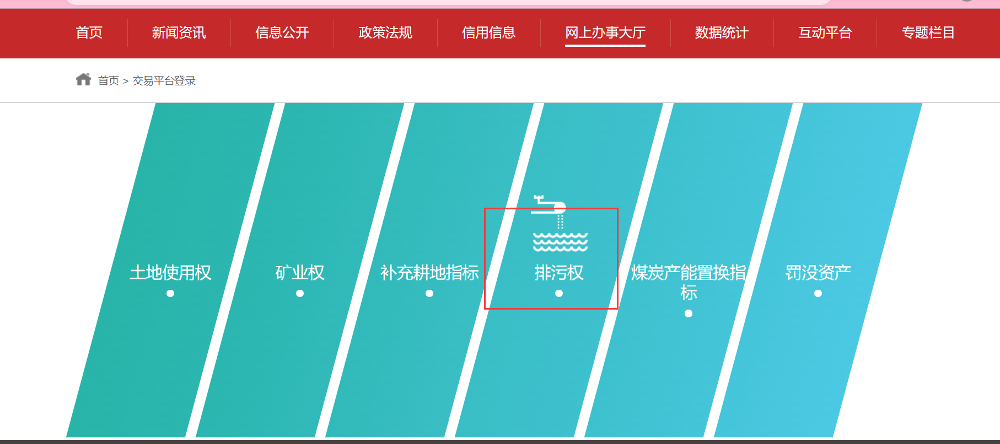 首页 新闻资讯 信息公开 政策法规 信用信息 网上办事大厅 数据统计 互动平台 专题栏目
首页 > 交易平台登录
土地使用权 矿业权 补充耕地指标 排污权 煤炭产能置换指 罚没资产
标